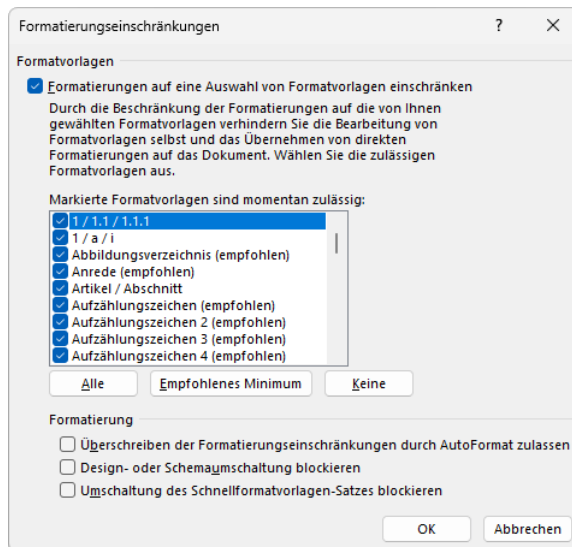 Formatierungseinschränkungen
Formatvorlagen
Formatierungen auf eine Auswahl von Formatvorlagen einschränken
Durch die Beschränkung der Formatierungen auf die von Ihnen
gewählten Formatvorlagen verhindern Sie die Bearbeitung von
Formatvorlagen selbst und das Übernehmen von direkten
Formatierungen auf das Dokument. Wählen Sie die zulässigen
Formatvorlagen aus.
Markierte Formatvorlagen sind momentan zulässig:
1 / 1.1 / 1.1.1
1 / a / i
Abbildungsverzeichnis (empfohlen)
Anrede (empfohlen)
Artikel / Abschnitt
Aufzählungszeichen (empfohlen)
Aufzählungszeichen 2 (empfohlen)
Aufzählungszeichen 3 (empfohlen)
Aufzählungszeichen 4 (empfohlen)
Alle Empfohlenes Minimum Keine
Formatierung
Überschreiben der Formatierungseinschränkungen durch AutoFormat zulassen
Design- oder Schemaumschaltung blockieren
Umschaltung des Schnellformatvorlagen-Satzes blockieren
OK Abbrechen